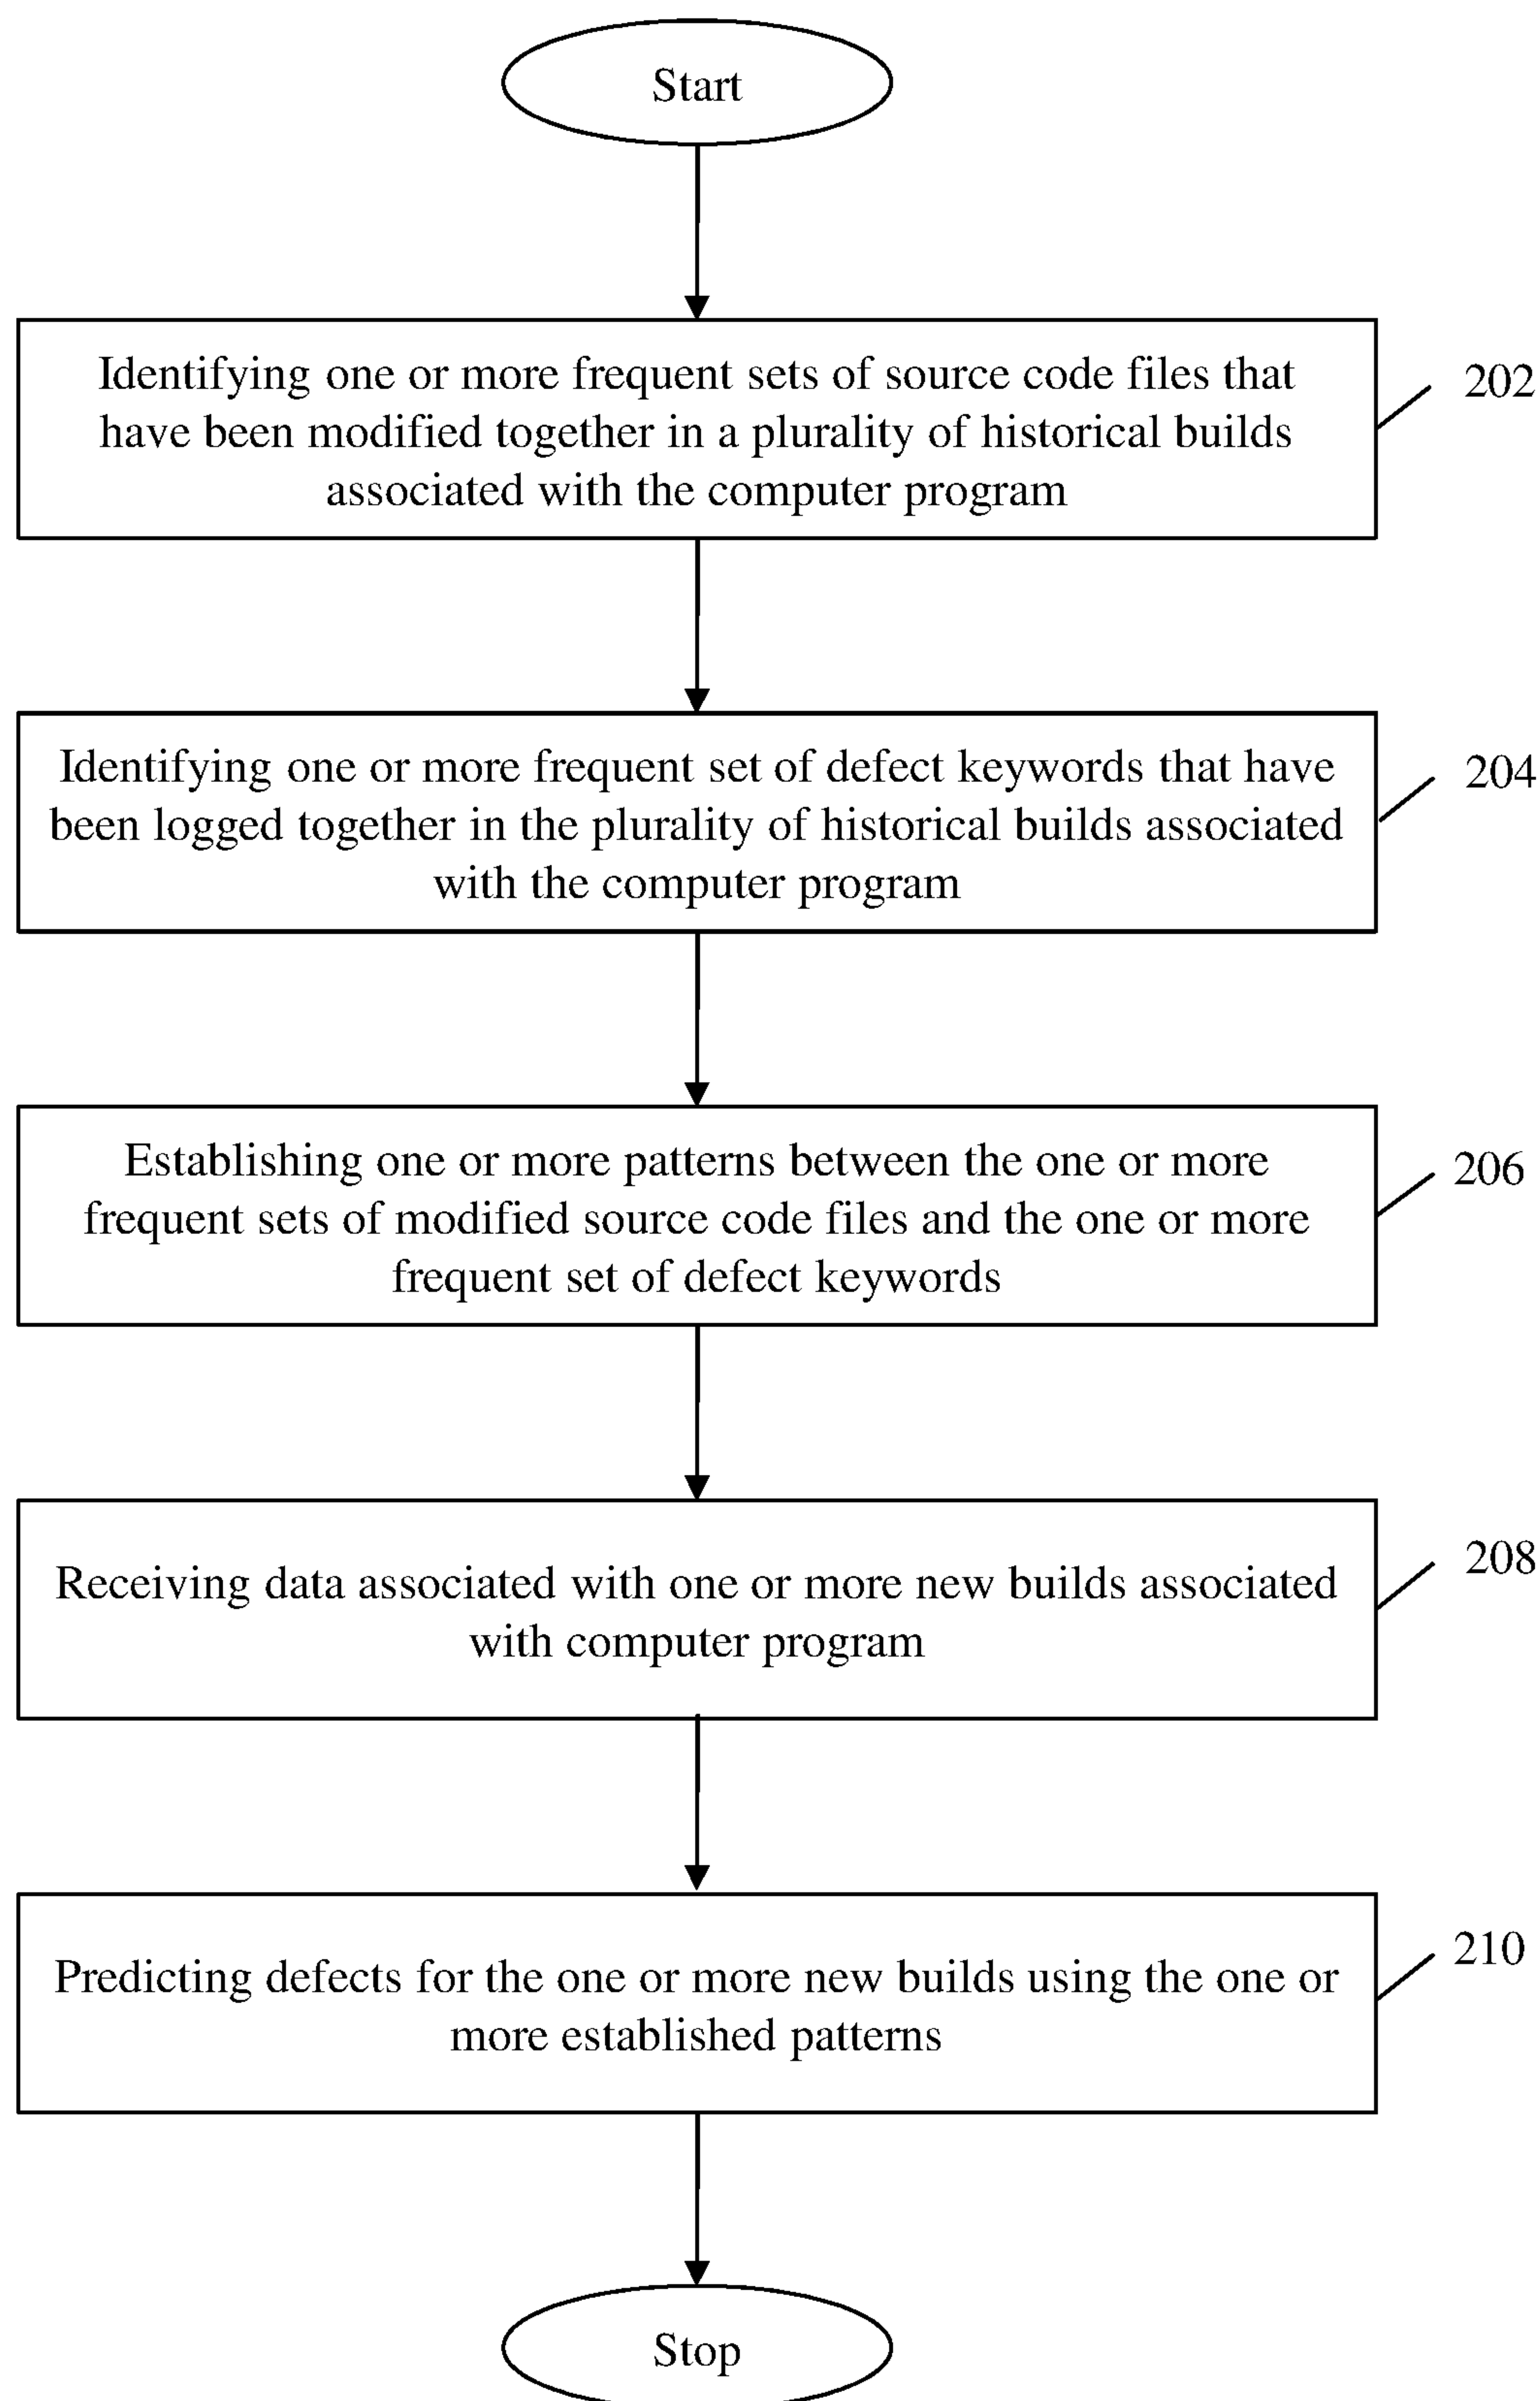 Start
Identifying one or more frequent sets of source code files that
have been modified together in a plurality of historical builds
associated with the computer program
202
Identifying one or more frequent set of defect keywords that have
been logged together in the plurality of historical builds associated
with the computer program
204
Establishing one or more patterns between the one or more
frequent sets of modified source code files and the one or more
frequent set of defect keywords
206
Receiving data associated with one or more new builds associated
with computer program
208
Predicting defects for the one or more new builds using the one or
more established patterns
210
Stop